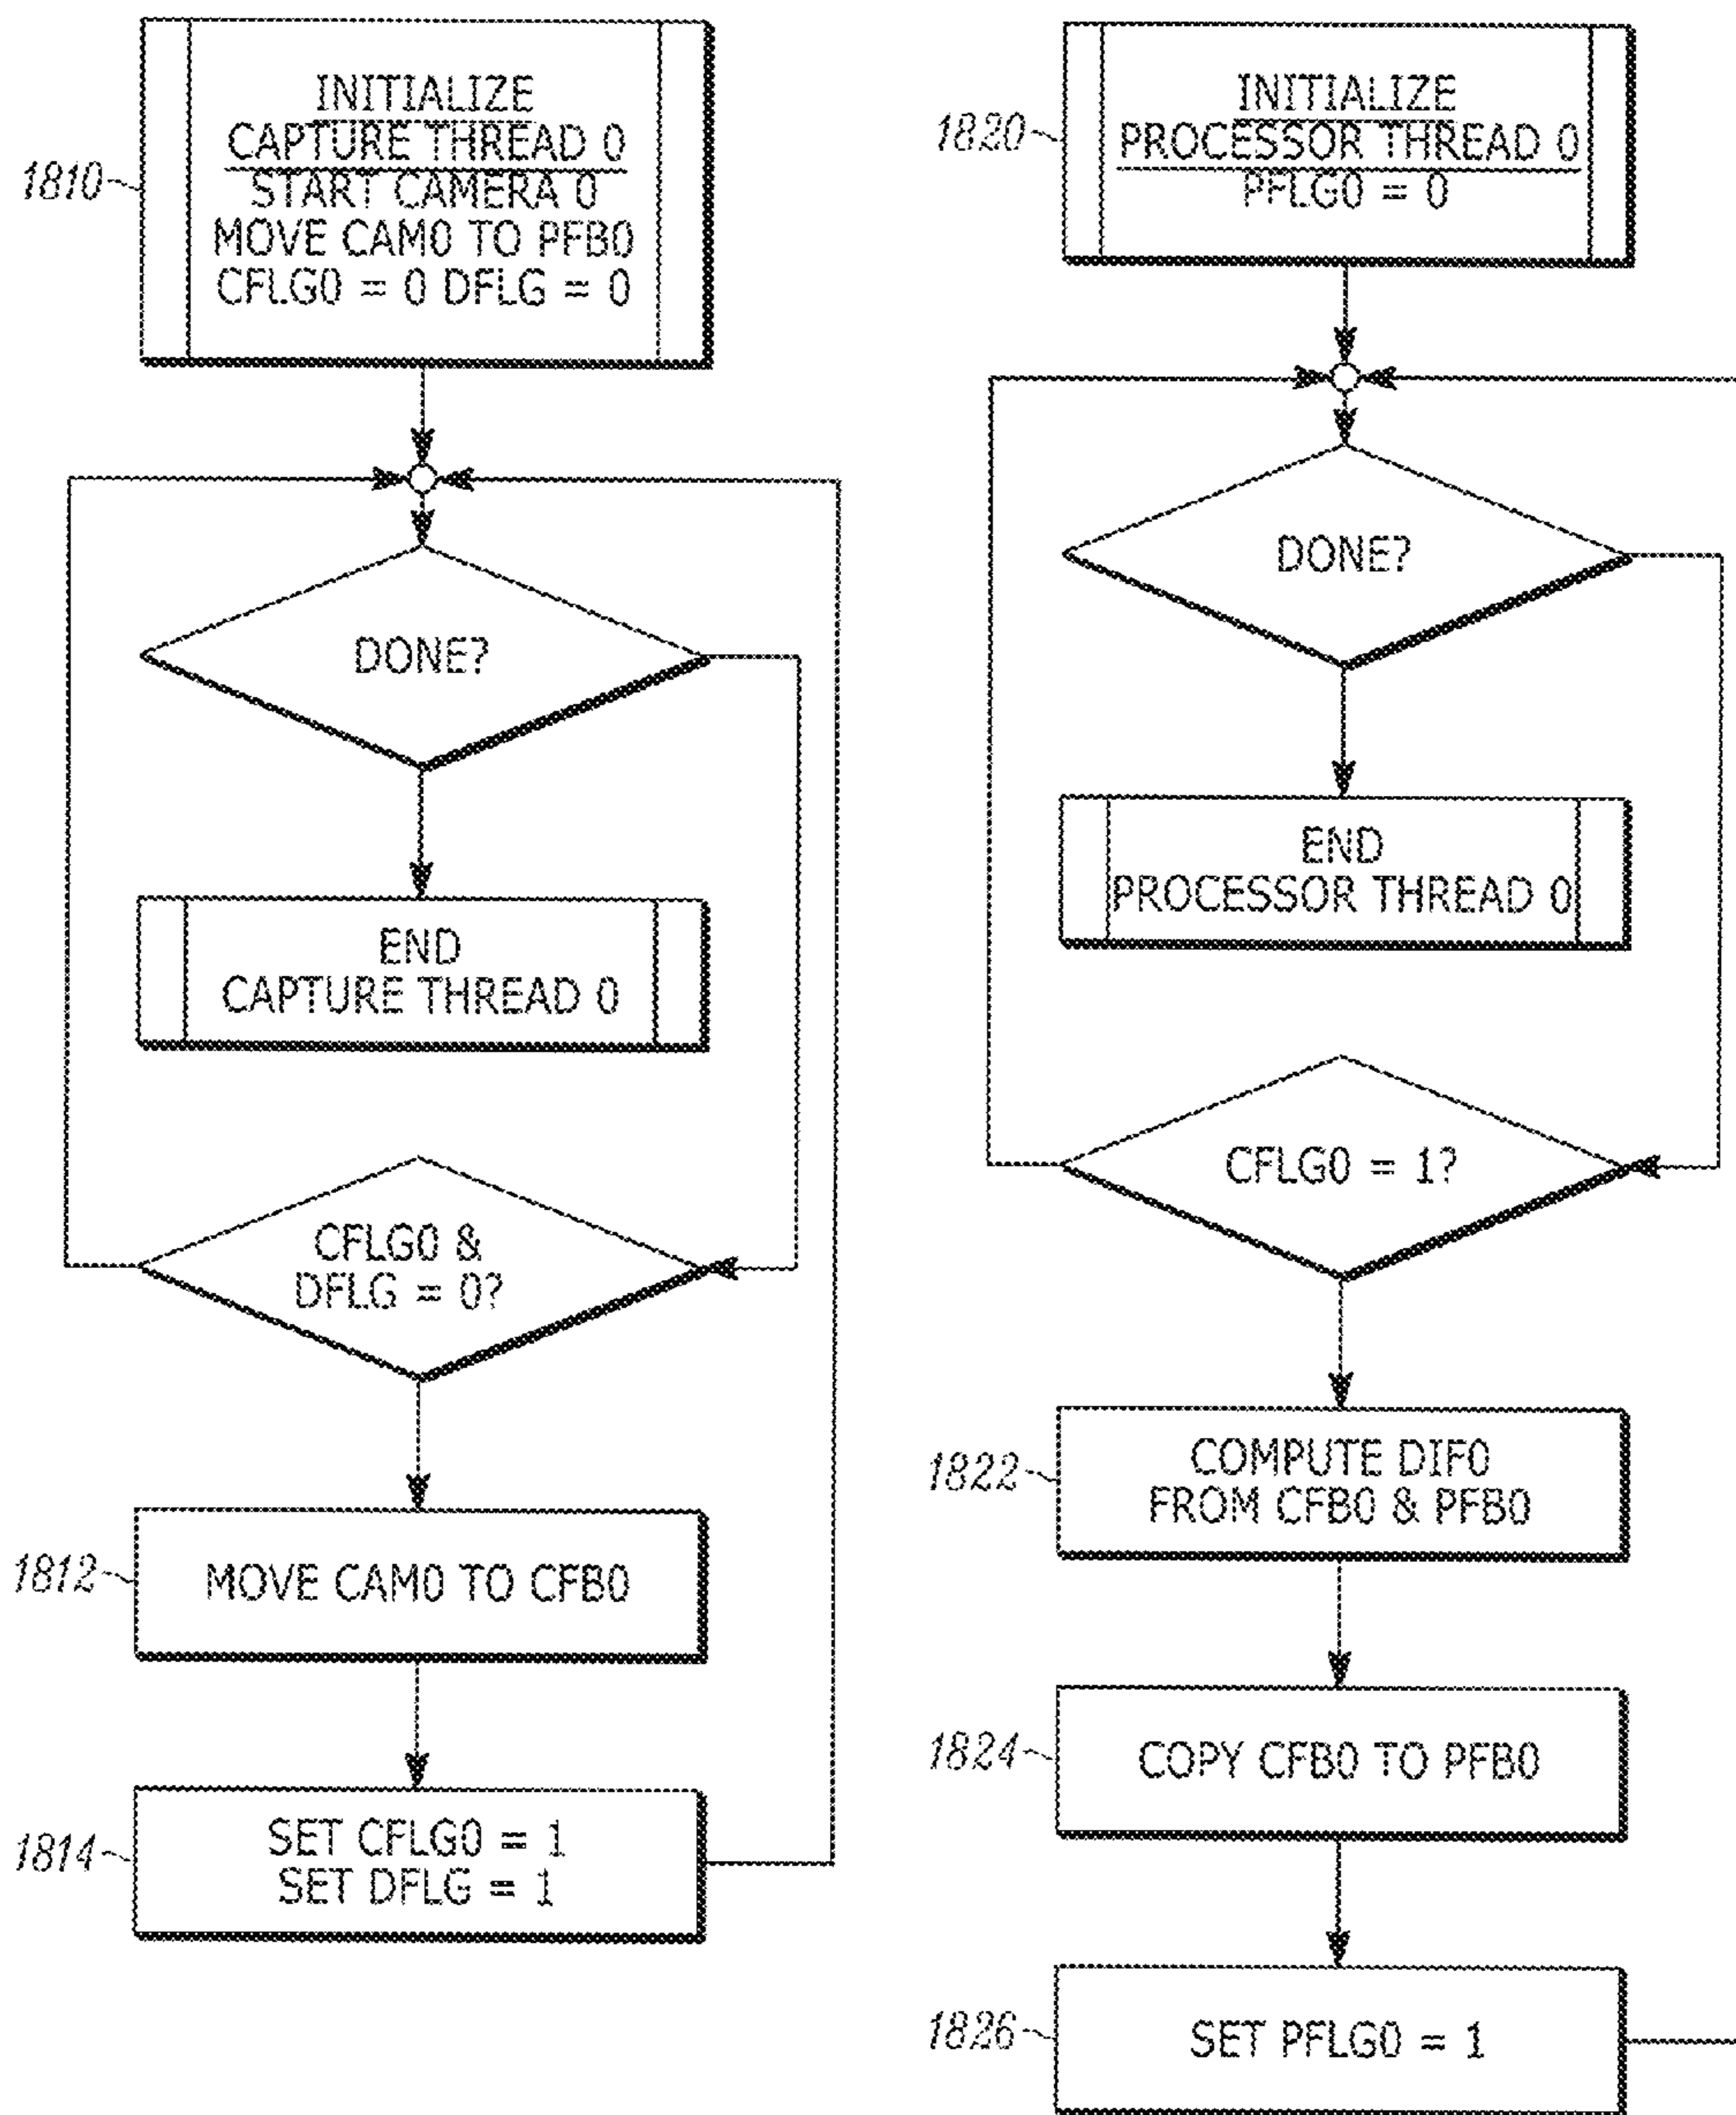 1810
INITIALIZE
CAPTURE THREAD 0
START CAMERA 0
MOVE CAM0 TO PFB0
CFLG0 = 0 DFLG = 0
DONE?
END
CAPTURE THREAD 0
CFLG0 &
DFLG = 0?
1812
MOVE CAM0 TO CFB0
1814
SET CFLG0 = 1
SET DFLG = 1
1820
INITIALIZE
PROCESSOR THREAD 0
PFLG0 = 0
DONE?
END
PROCESSOR THREAD 0
CFLG0 = 1?
1822
COMPUTE DIF0
FROM CFB0 & PFB0
1824
COPY CFB0 TO PFB0
1826
SET PFLG0 = 1